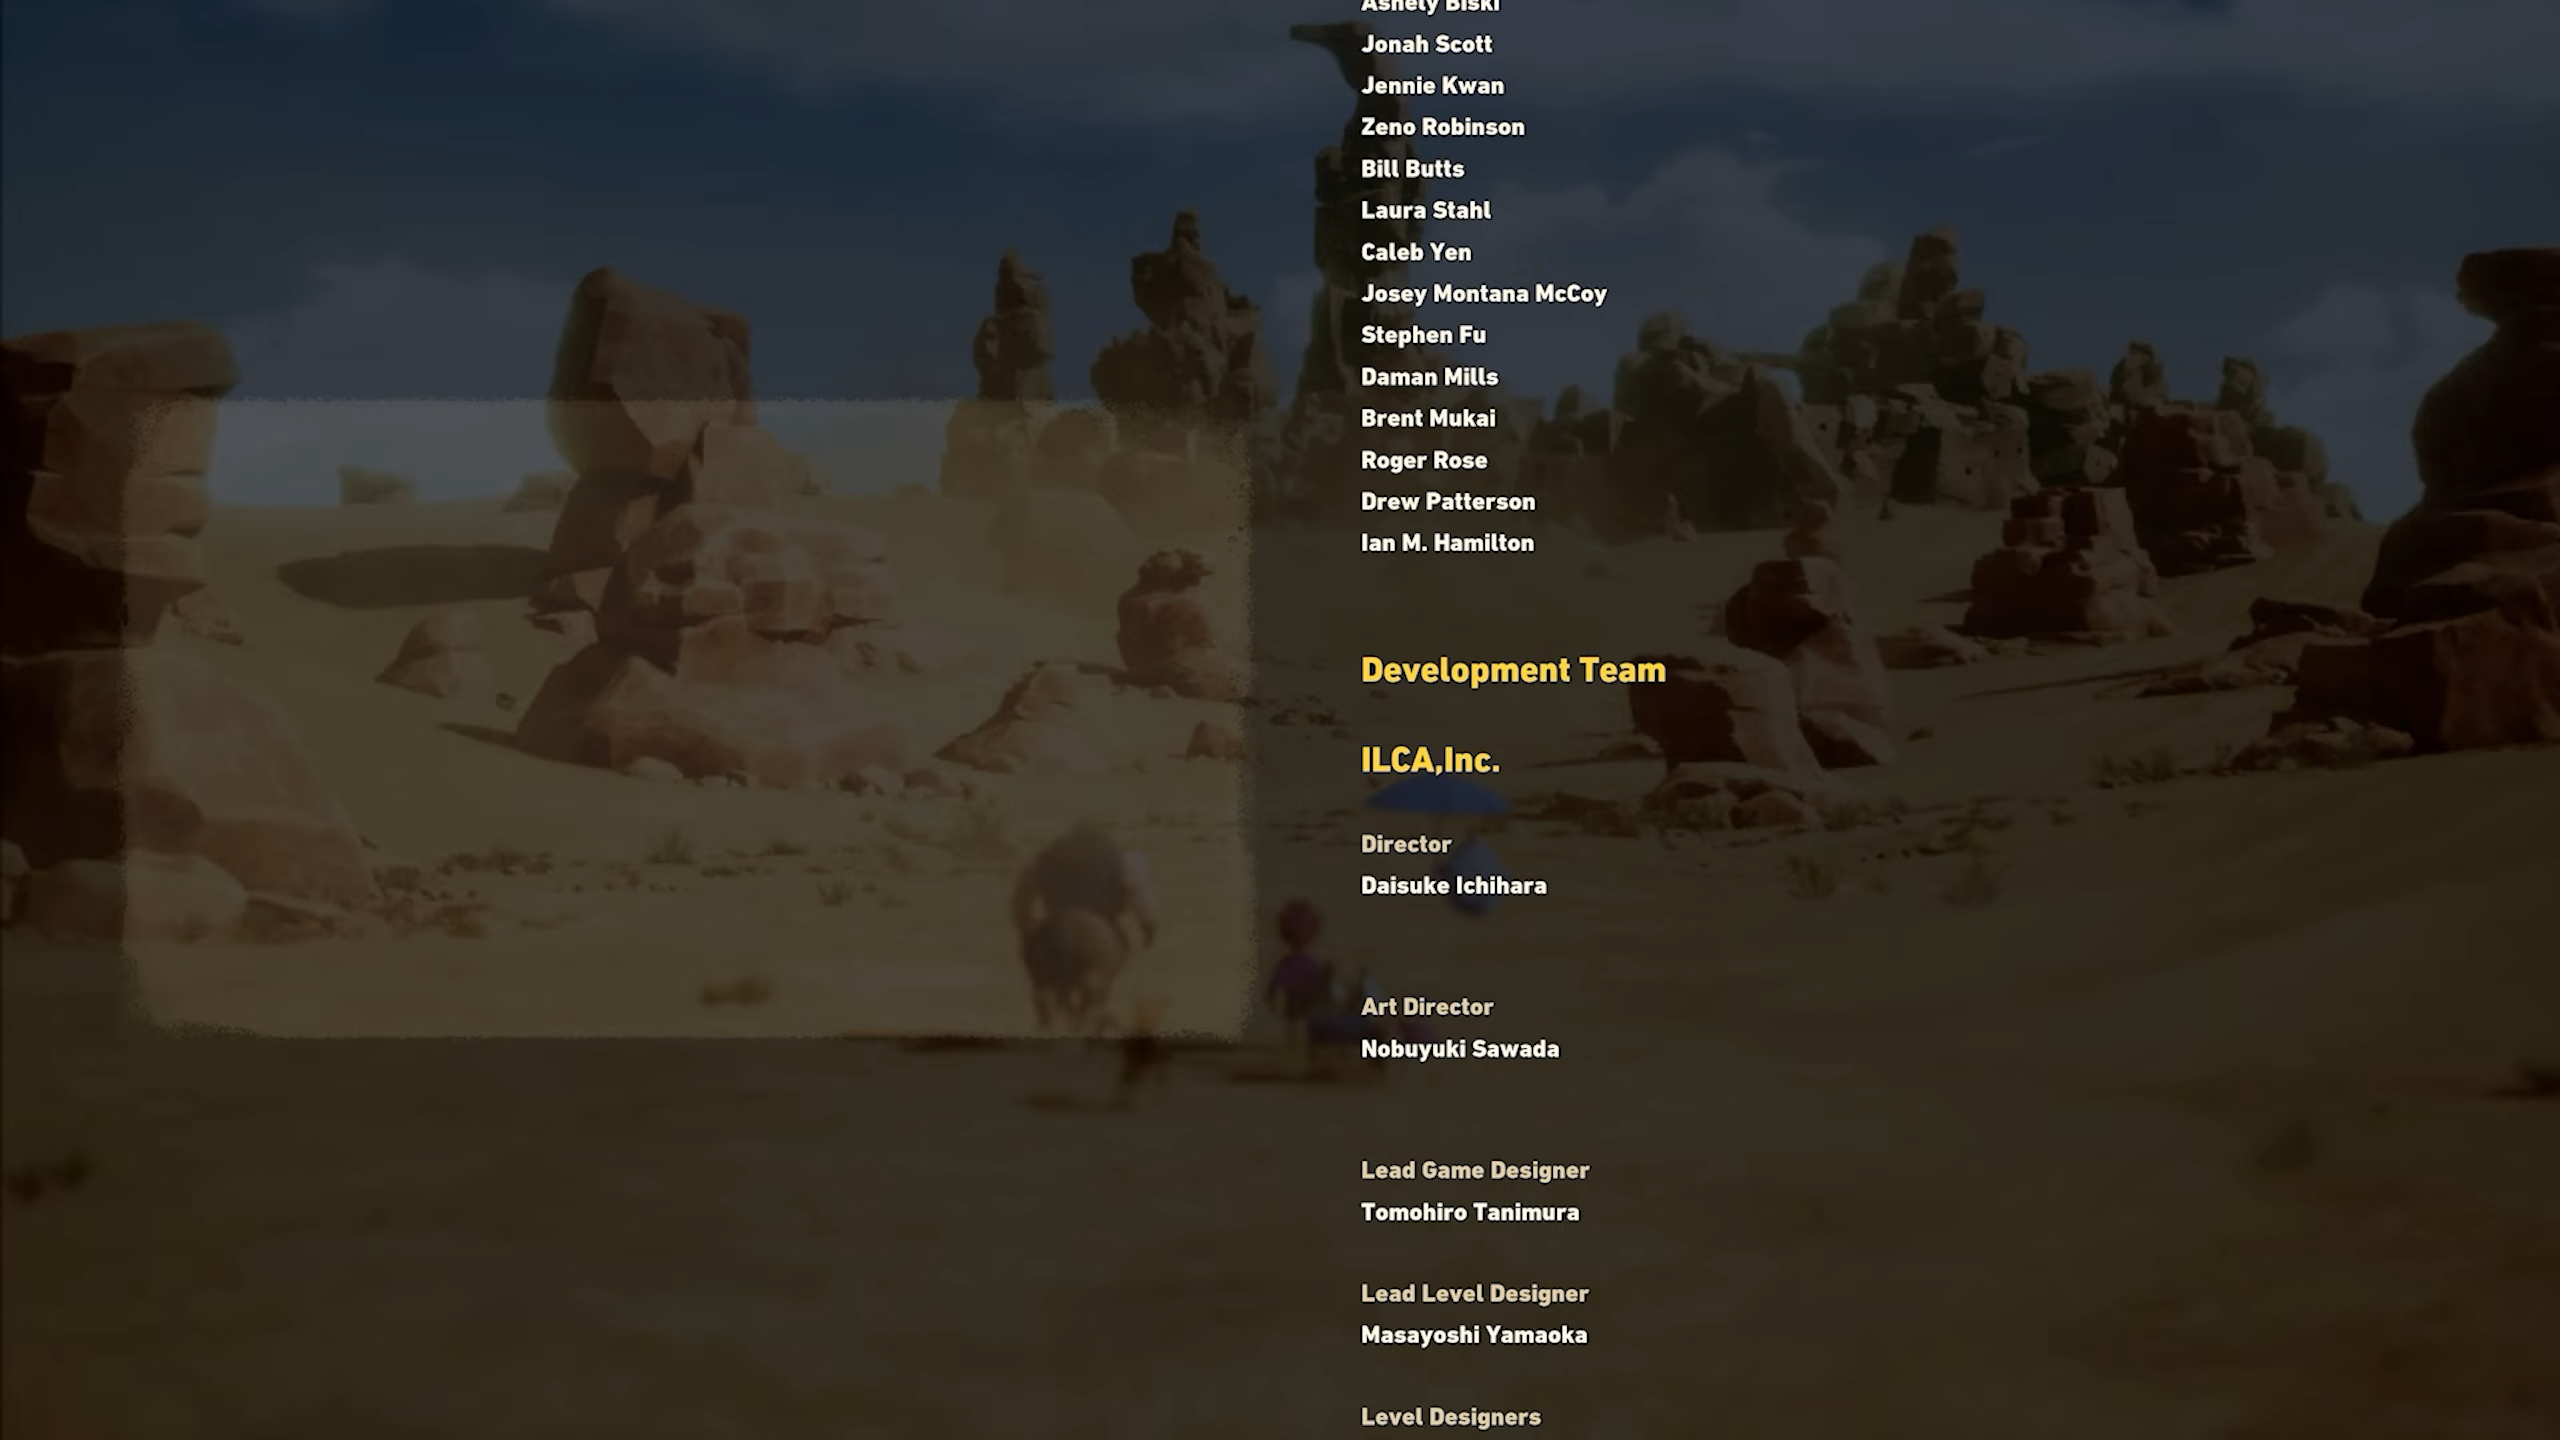 Ashely Biski
Jonah Scott
Jennie Kwan
Zeno Robinson
Bill Butts
Laura Stahl
Caleb Yen
Josey Montana McCoy
Stephen Fu
Daman Mills
Brent Mukai
Roger Rose
Drew Patterson
Ian M. Hamilton
Development Team
ILCA,Inc.
Director
Daisuke Ichihara
Art Director
Nobuyuki Sawada
Lead Game Designer
Tomohiro Tanimura
Lead Level Designer
Masayoshi Yamaoka
Level Designers